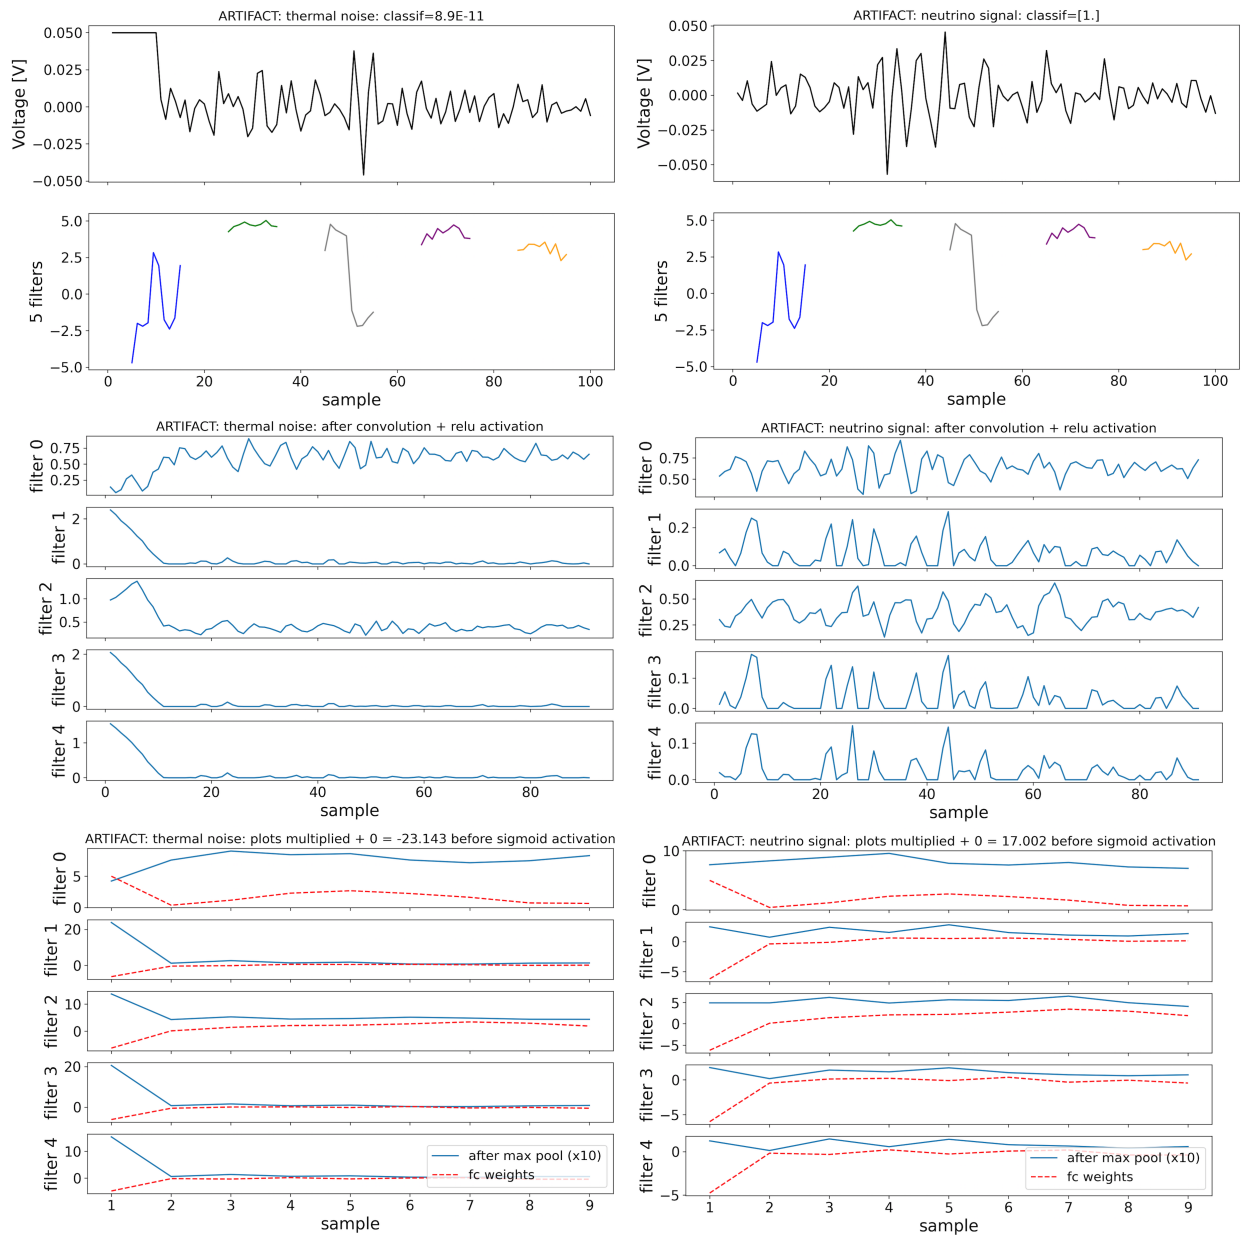 ARTIFACT: thermal noise: classif=8.9E-11
0.050
0.025
0.000
−0.025
−0.050
Voltage [V]
5.0
2.5
0.0
−2.5
−5.0
5 filters
0 20 40 60 80 100
sample
ARTIFACT: neutrino signal: classif=[1.]
0.050
0.025
0.000
−0.025
−0.050
Voltage [V]
5.0
2.5
0.0
−2.5
−5.0
5 filters
0 20 40 60 80 100
sample
ARTIFACT: thermal noise: after convolution + relu activation
filter 0
0.75
0.50
0.25
filter 1
2
0
filter 2
1.0
0.5
filter 3
2
0
filter 4
1
0
0 20 40 60 80
sample
ARTIFACT: neutrino signal: after convolution + relu activation
filter 0
0.75
0.50
filter 1
0.2
0.0
filter 2
0.50
0.25
filter 3
0.1
0.0
filter 4
0.1
0.0
0 20 40 60 80
sample
ARTIFACT: thermal noise: plots multiplied + 0 = -23.143 before sigmoid activation
filter 0
5
0
filter 1
20
0
filter 2
10
0
filter 3
20
0
filter 4
10
0
after max pool (x10)
fc weights
1 2 3 4 5 6 7 8 9
sample
ARTIFACT: neutrino signal: plots multiplied + 0 = 17.002 before sigmoid activation
filter 0
10
0
filter 1
0
−5
filter 2
5
0
−5
filter 3
0
−5
filter 4
0
−5
after max pool (x10)
fc weights
1 2 3 4 5 6 7 8 9
sample